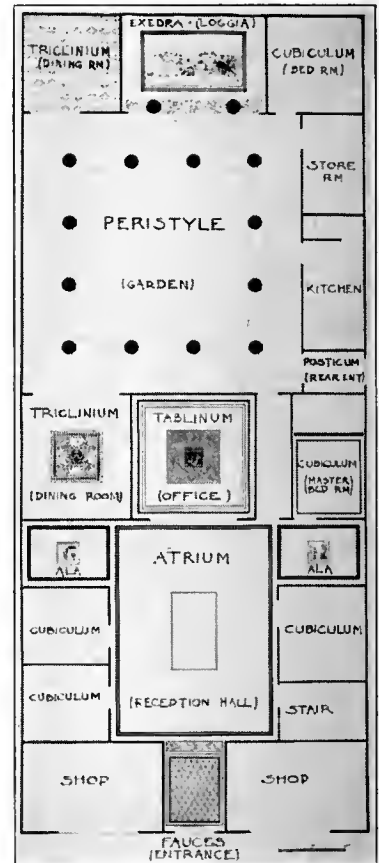 EXEDRA · (LOGGIA)
TRICLINIUM
(DINING RM)
CUBICULUM
(BED RM)
STORE
RM
PERISTYLE
(GARDEN)
KITCHEN
POSTICUM
(REAR ENT)
TRICLINIUM
(DINING ROOM)
TABLINUM
(OFFICE)
CUBICULUM
(MASTER)
BED RM)
ALA
ATRIUM
(RECEPTION HALL)
ALA
CUBICULUM
CUBICULUM
CUBICULUM
STAIR
SHOP
SHOP
FAUCES
(ENTRANCE)